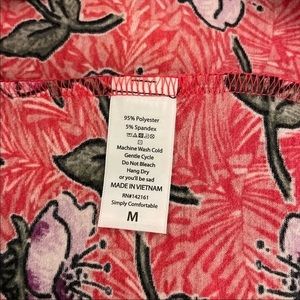 95% Polyester
5% Spandex
Machine Wash Cold
Gentle Cycle
Do Not Bleach
Hang Dry
or you'll be sad
MADE IN VIETNAM
RN#142161
Simply Comfortable
M